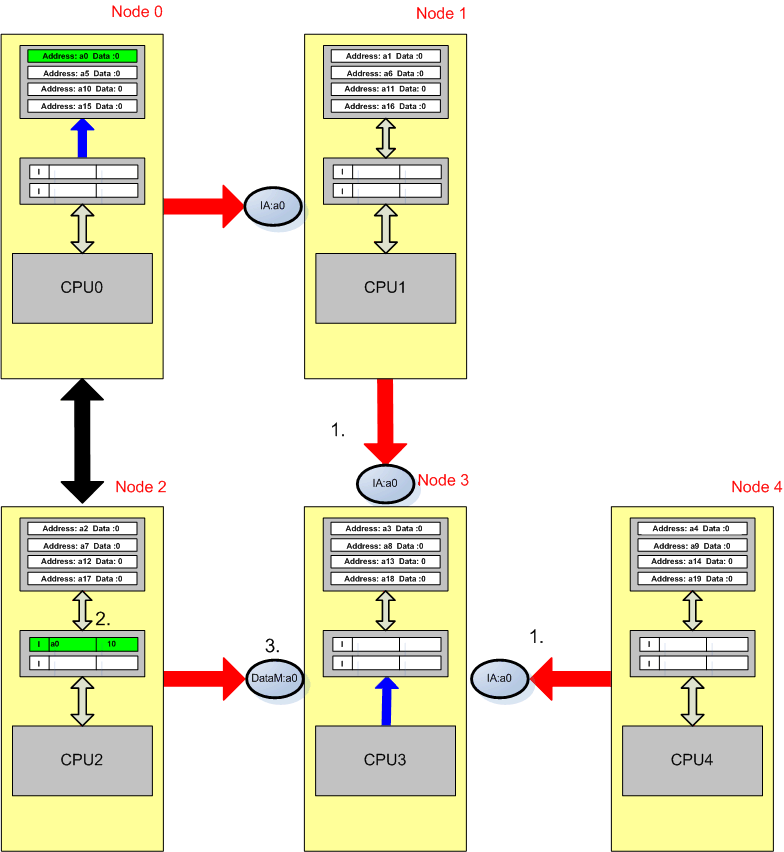 Node 0
Node 1
Address: a0 Data :0
Address: a5 Data :0
Address: a10 Data: 0
Address: a15 Data: 0
I
I
CPU0
IA:a0
Address: a1 Data :0
Address: a6 Data :0
Address: a11 Data: 0
Address: a16 Data :0
I
I
CPU1
1.
IA:a0
Node 2
Node 3
Node 4
Address: a2 Data :0
Address: a7 Data :0
Address: a12 Data :0
Address: a17 Data :0
2.
I a0 10
I
CPU2
3.
DataM:a0
Address: a3 Data :0
Address: a8 Data :0
Address: a13 Data :0
Address: a18 Data :0
I
I
CPU3
1.
IA:a0
Address: a4 Data :0
Address: a9 Data :0
Address: a14 Data :0
Address: a19 Data :0
I
I
CPU4